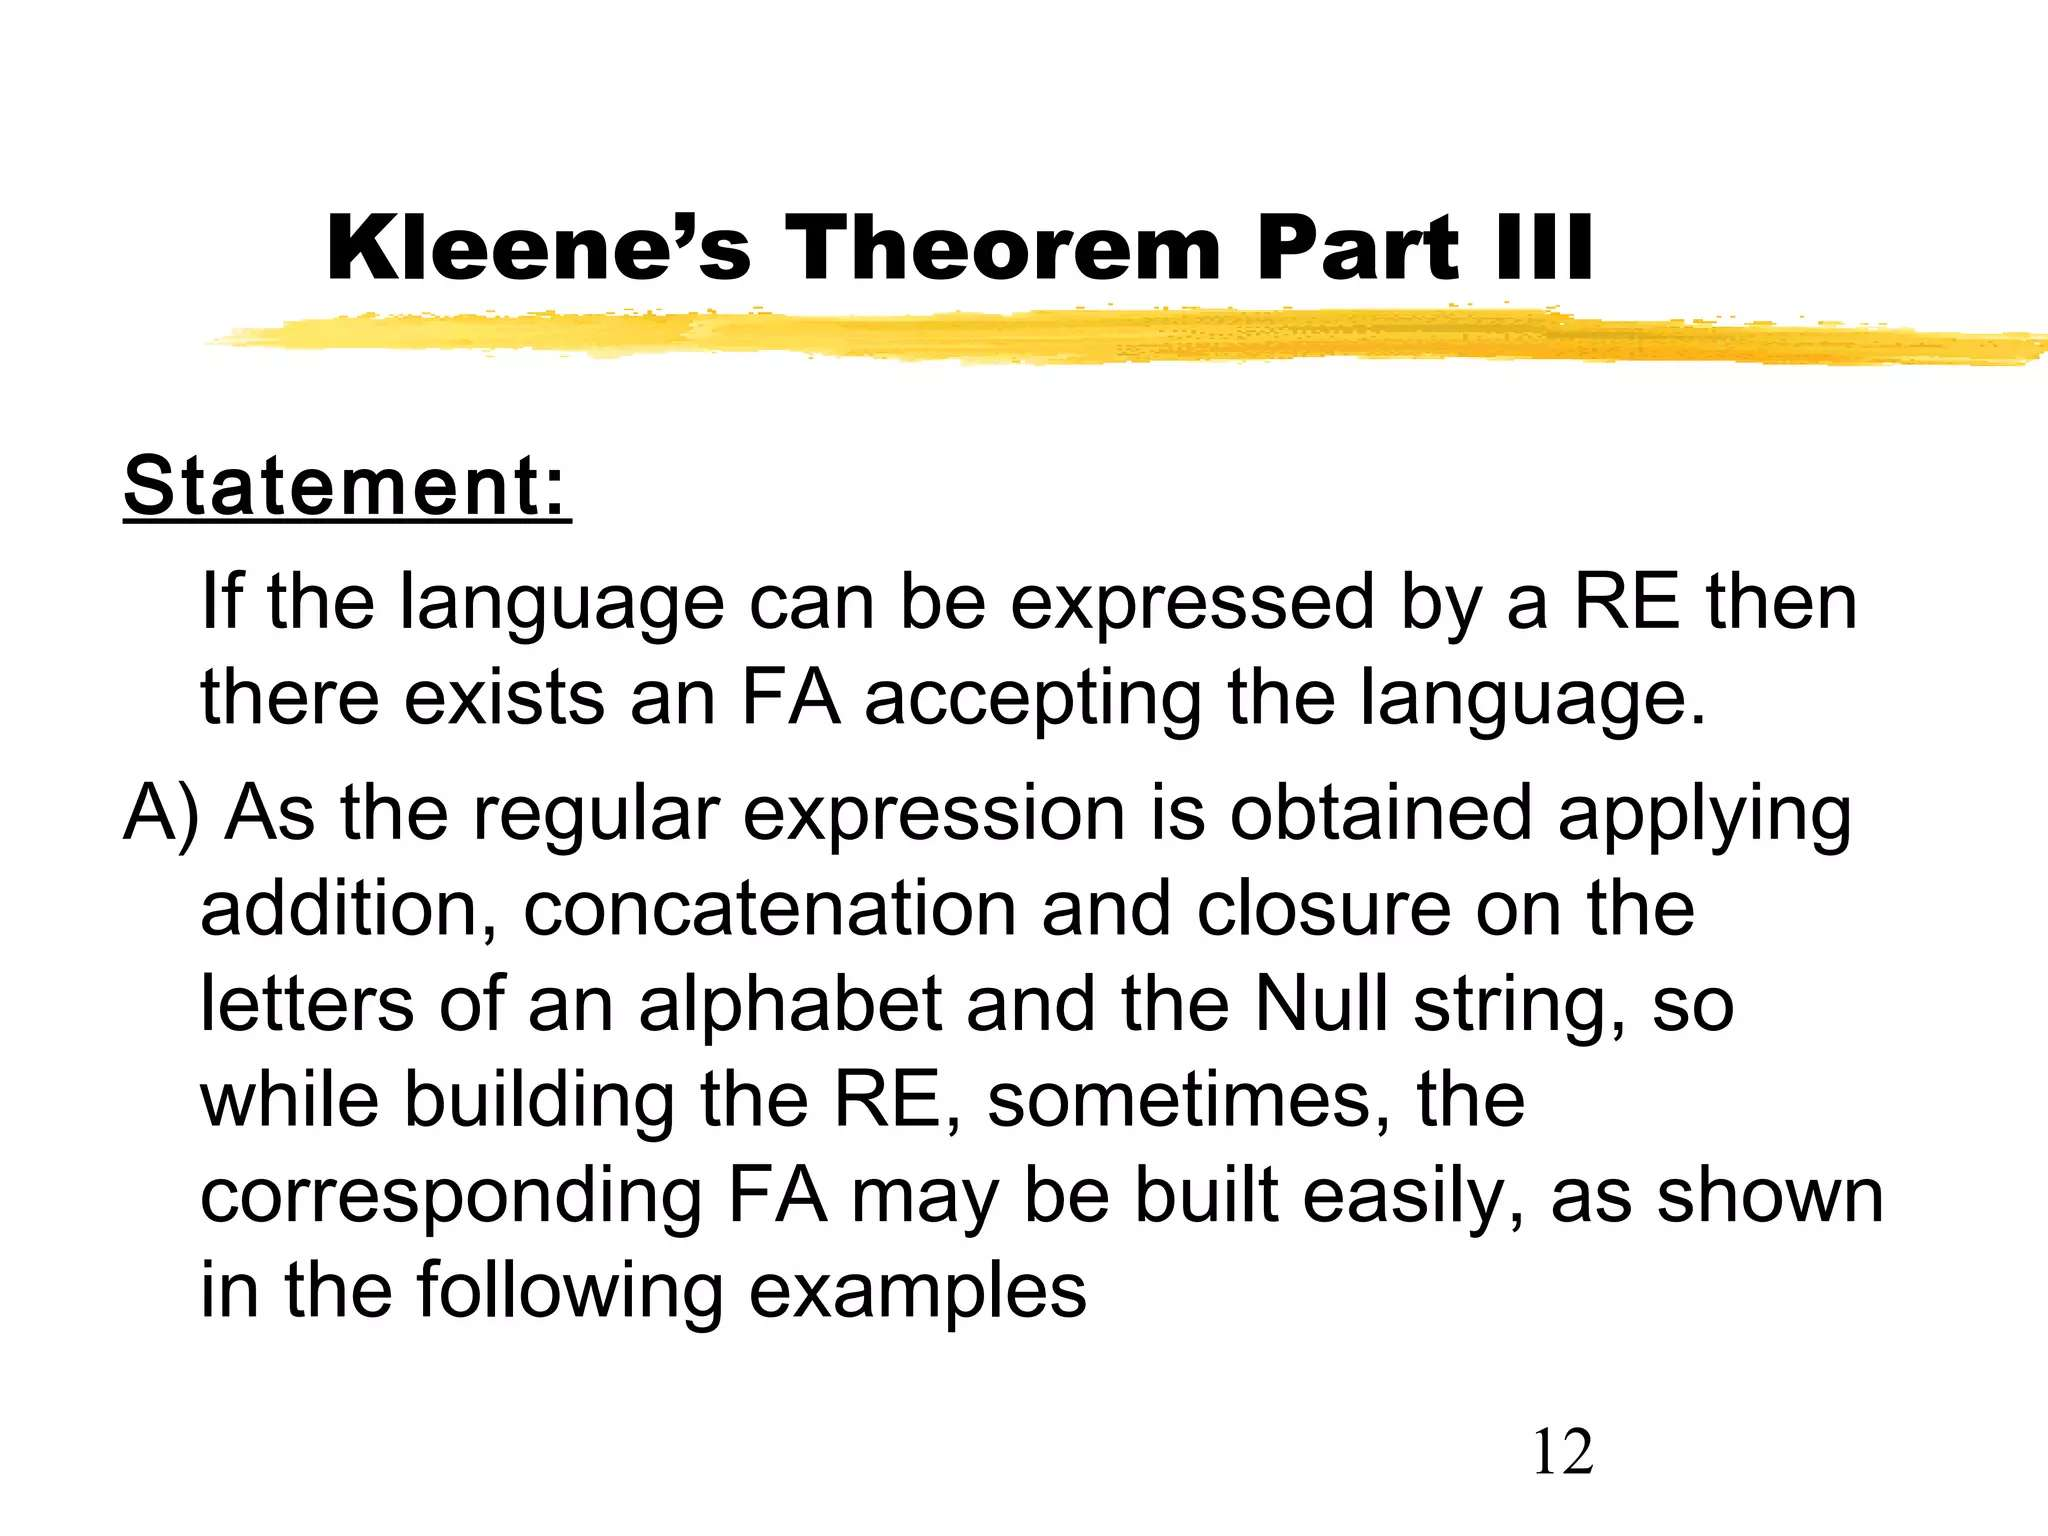 Kleene’s Theorem Part III
Statement:
If the language can be expressed by a RE then
there exists an FA accepting the language.
A) As the regular expression is obtained applying
addition, concatenation and closure on the
letters of an alphabet and the Null string, so
while building the RE, sometimes, the
corresponding FA may be built easily, as shown
in the following examples
12